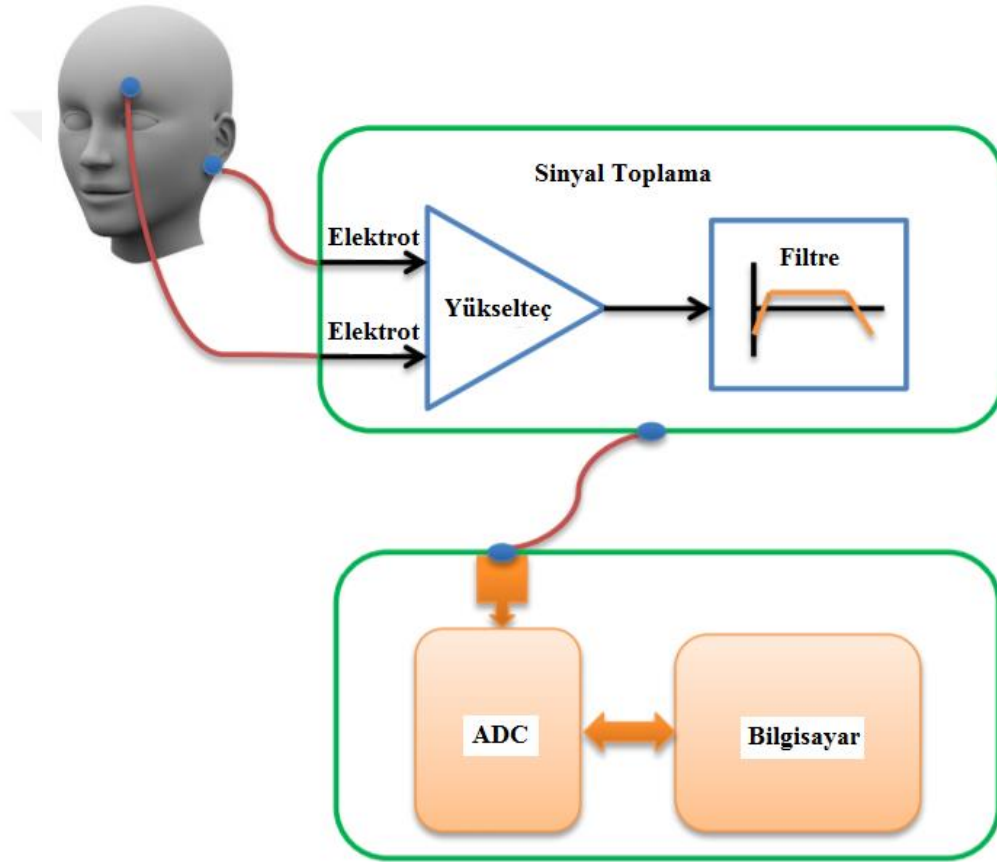 Sinyal Toplama
Elektrot
Yükselteç
Filtre
Elektrot
ADC
Bilgisayar